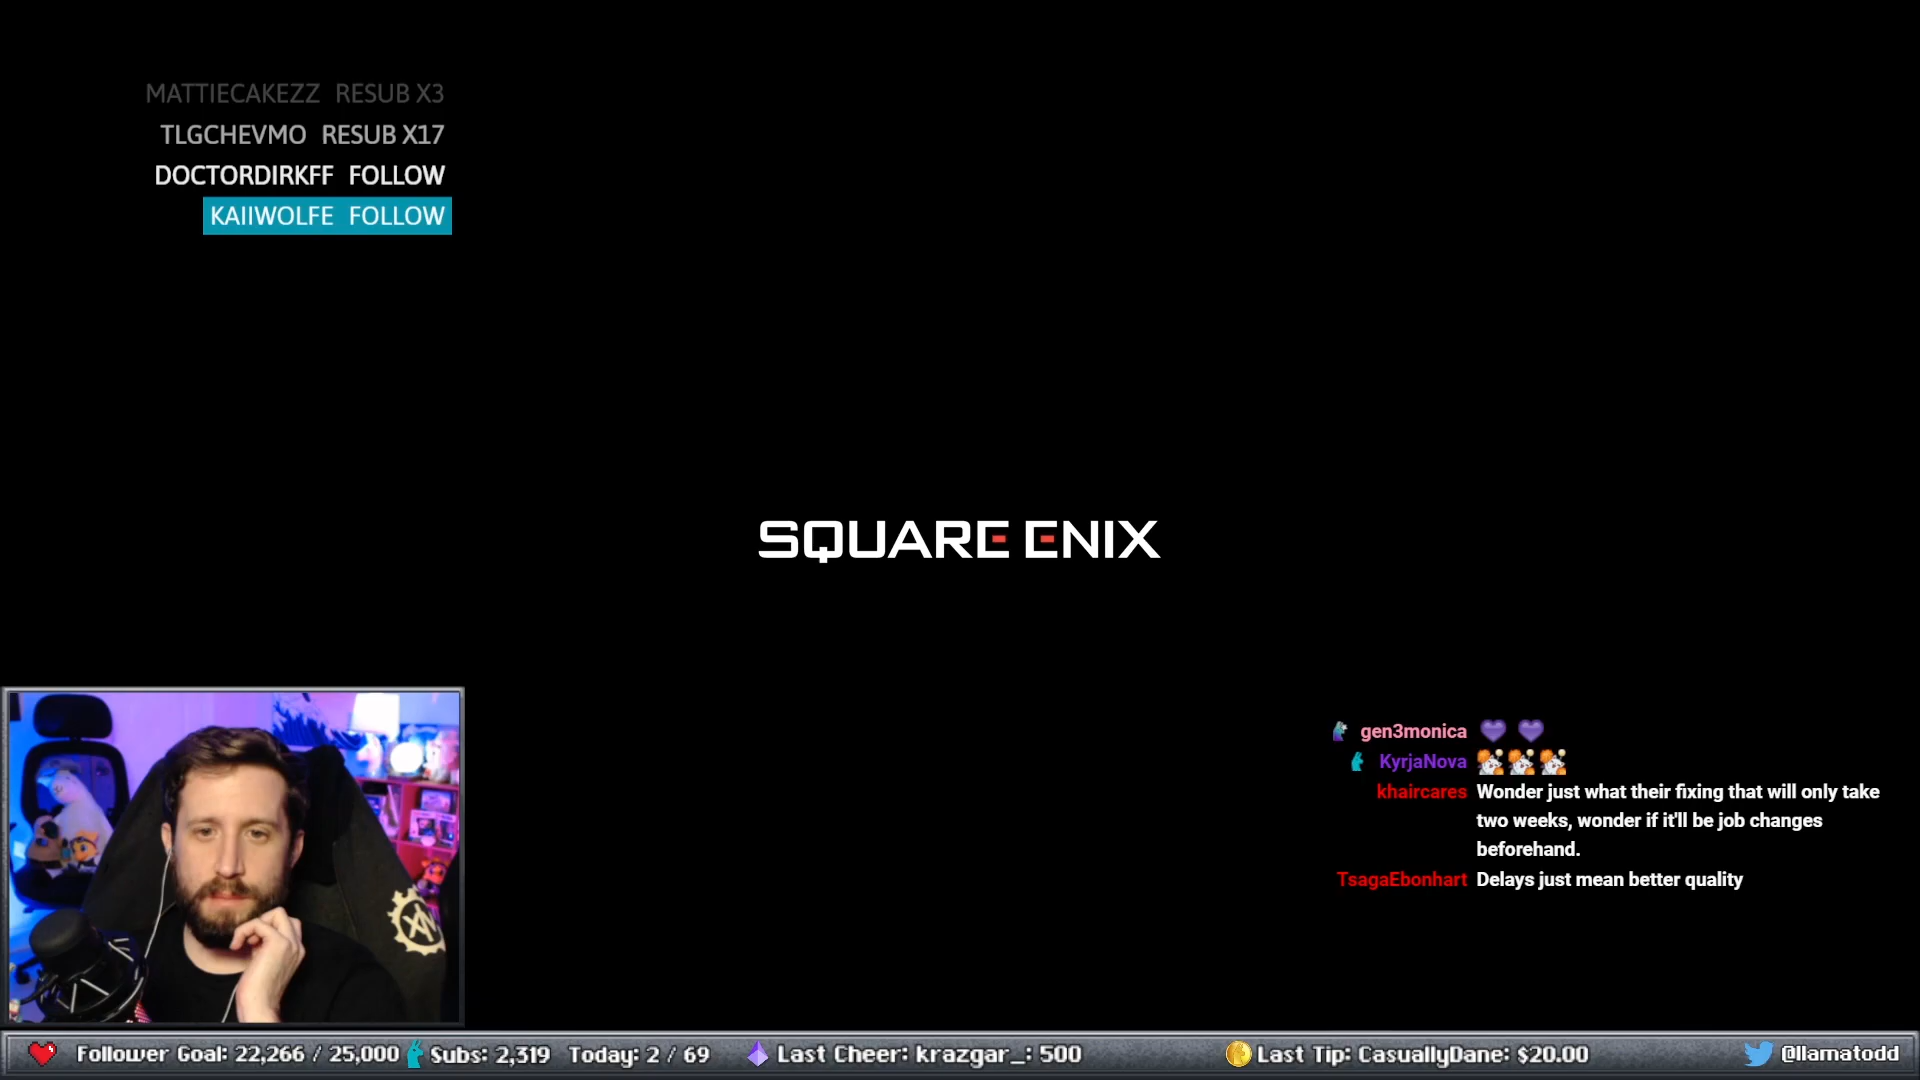 MATTIECAKEZZ RESUB X3
TLGCHEVMO RESUB X17
DOCTORDIRKFF FOLLOW
KAIIWOLFE FOLLOW
SQUARE ENIX
gen3monica
KyrjaNova
khaircares Wonder just what their fixing that will only take
two weeks, wonder if it'll be job changes
beforehand.
TsagaEbonhart Delays just mean better quality
Follower Goal: 22,266 / 25,000 Subs: 2,319 Today: 2 / 69 Last Cheer: krazgar_: 500 Last Tip: CasuallyDane: $20.00 @llamatodd